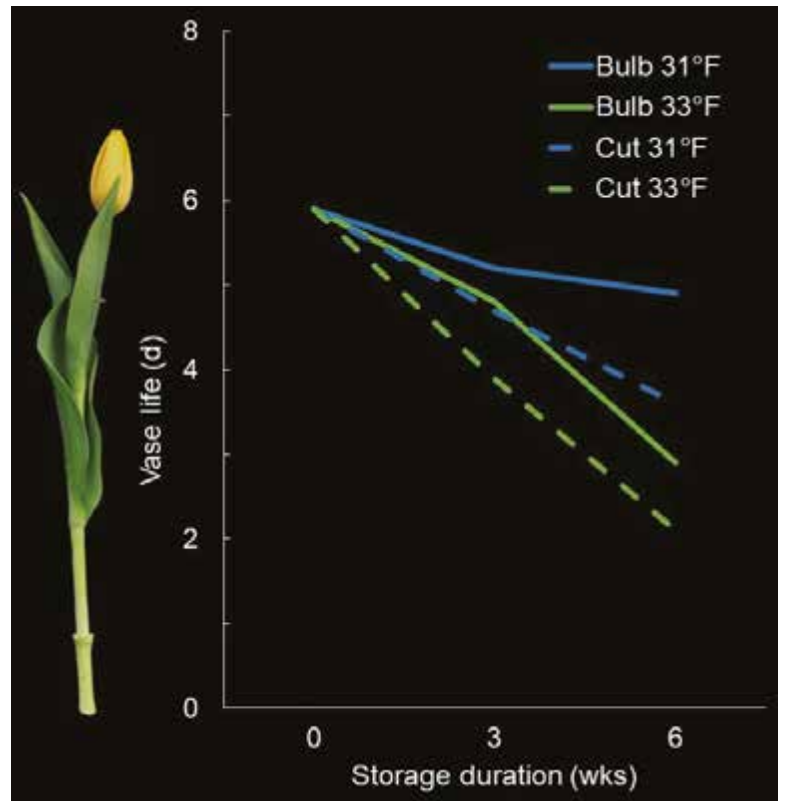 8
6
4
2
0
Vase life (d)
Bulb 31°F
Bulb 33°F
Cut 31°F
Cut 33°F
0 3 6
Storage duration (wks)